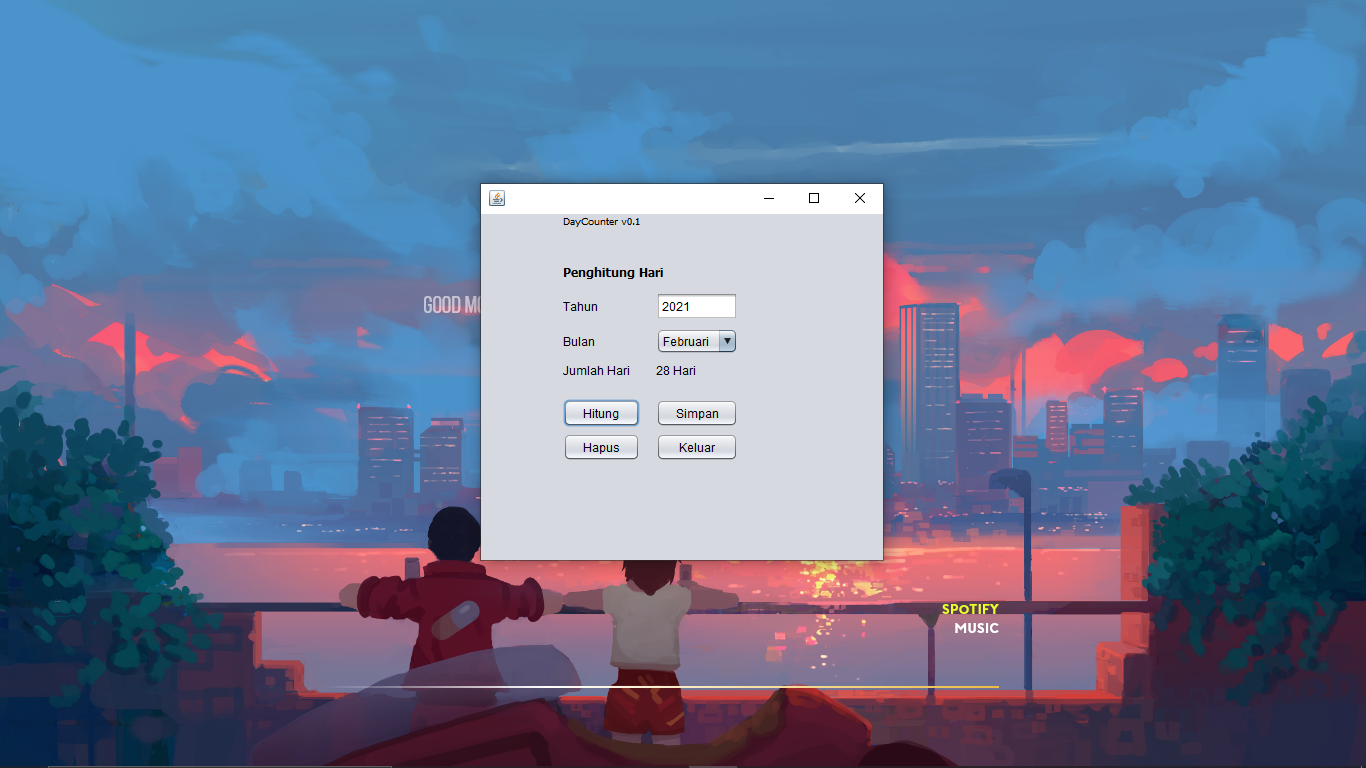 DayCounter v0.1
Penghitung Hari
GOOD
Tahun 2021
Bulan Februari
Jumlah Hari 28 Hari
Hitung Simpan
Hapus Keluar
SPOTIFY
MUSIC